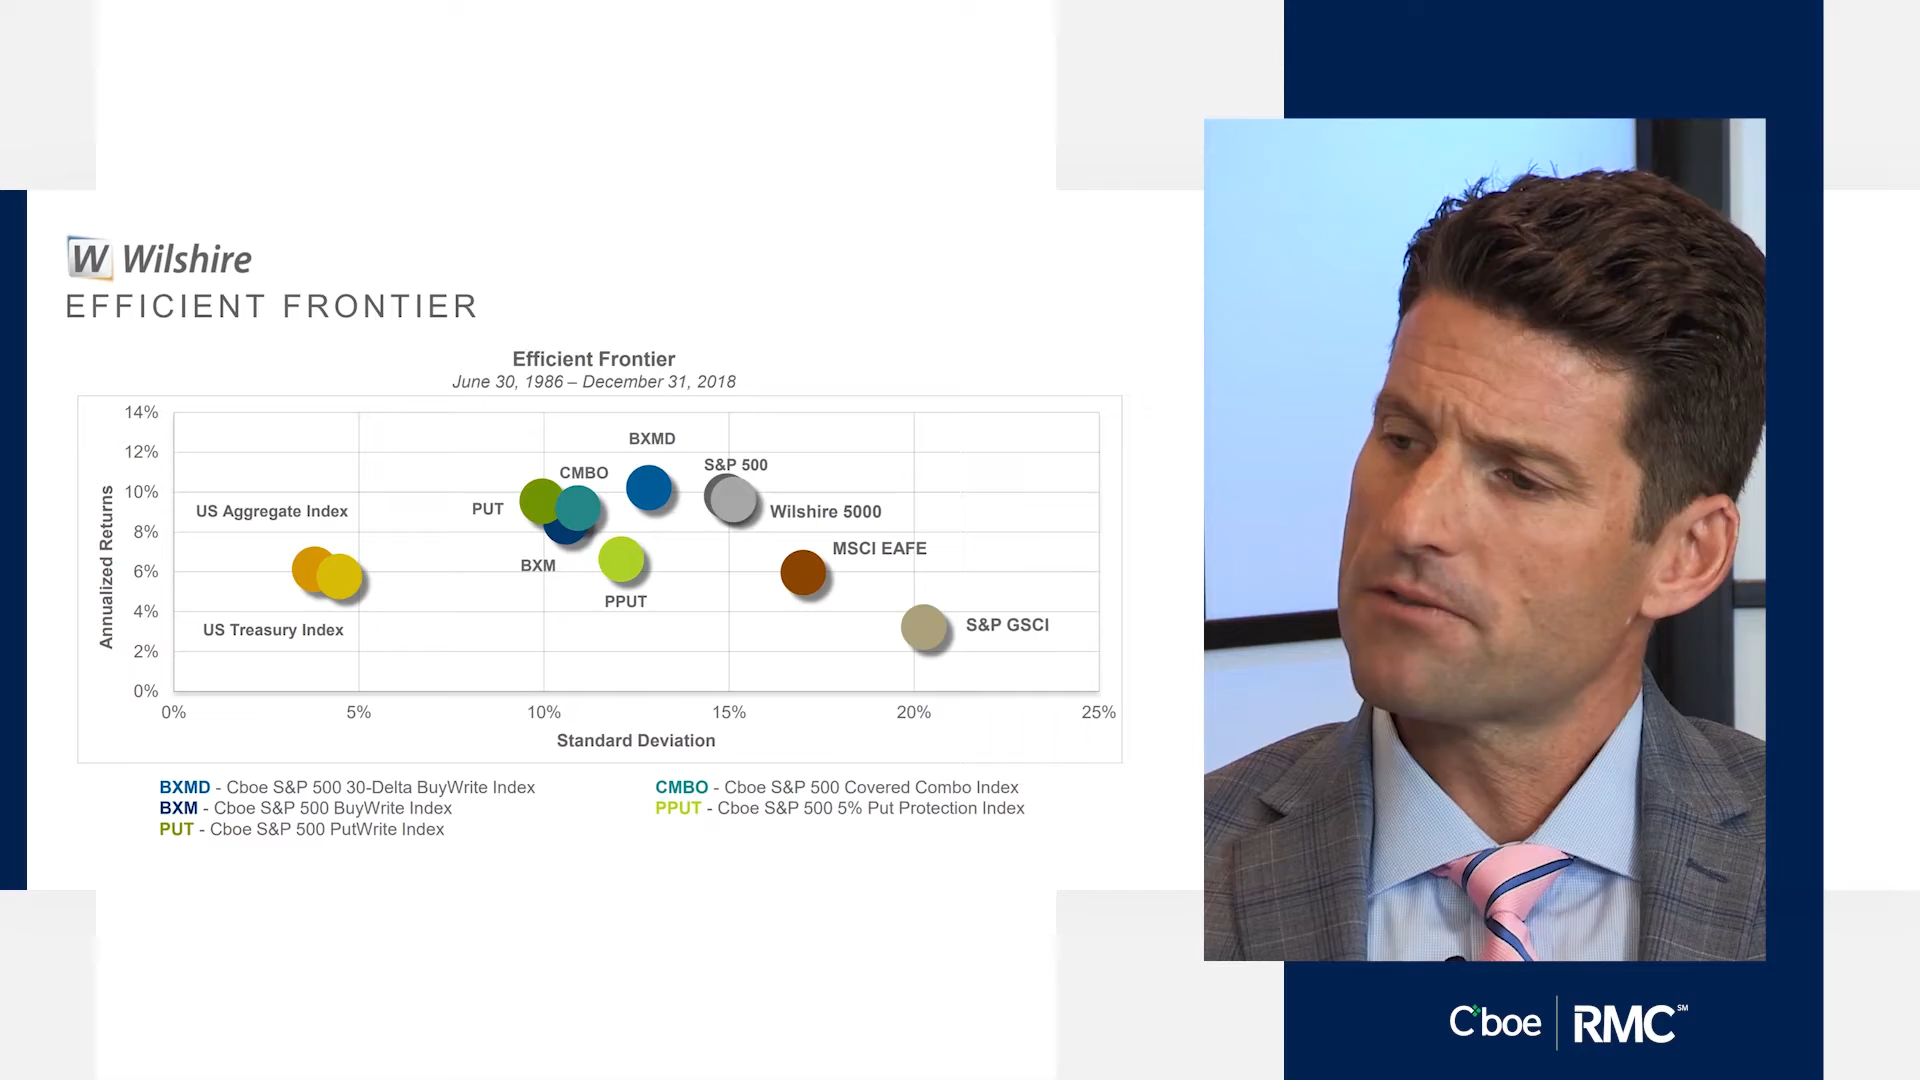 W Wilshire
EFFICIENT FRONTIER
Efficient Frontier
June 30, 1986 – December 31, 2018
Annualized Returns
14%
12%
10%
8%
6%
4%
2%
0%
0% 5% 10% 15% 20% 25%
Standard Deviation
BXMD
S&P 500
CMBO
PUT
US Aggregate Index
Wilshire 5000
MSCI EAFE
BXM
PPUT
US Treasury Index
S&P GSCI
BXMD - Cboe S&P 500 30-Delta BuyWrite Index
BXM - Cboe S&P 500 BuyWrite Index
PUT - Cboe S&P 500 PutWrite Index
CMBO - Cboe S&P 500 Covered Combo Index
PPUT - Cboe S&P 500 5% Put Protection Index
Cboe RMC SM